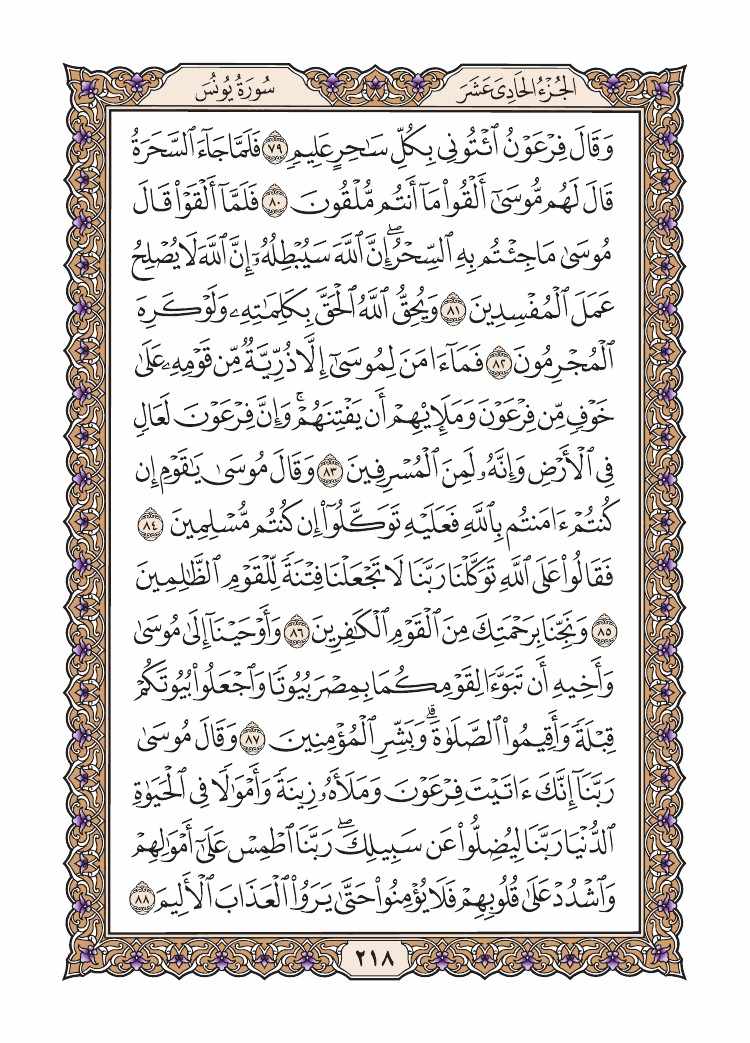 الجُزْءُ الحَادِىَ عَشَرَ
سُورَةُ يُونُسَ
وَقَالَ فِرْعَوْنُ ٱئْتُونِى بِكُلِّ سَـٰحِرٍ عَلِيمٍۢ ٧٩ فَلَمَّا جَآءَ ٱلسَّحَرَةُ
قَالَ لَهُم مُّوسَىٰٓ أَلْقُوا۟ مَآ أَنتُم مُّلْقُونَ ٨٠ فَلَمَّآ أَلْقَوْا۟ قَالَ
مُوسَىٰ مَا جِئْتُم بِهِ ٱلسِّحْرُ ۖ إِنَّ ٱللَّهَ سَيُبْطِلُهُۥٓ ۖ إِنَّ ٱللَّهَ لَا يُصْلِحُ
عَمَلَ ٱلْمُفْسِدِينَ ٨١ وَيُحِقُّ ٱللَّهُ ٱلْحَقَّ بِكَلِمَـٰتِهِۦ وَلَوْ كَرِهَ
ٱلْمُجْرِمُونَ ٨٢ فَمَآ ءَامَنَ لِمُوسَىٰٓ إِلَّا ذُرِّيَّةٌۭ مِّن قَوْمِهِۦ عَلَىٰ
خَوْفٍۢ مِّن فِرْعَوْنَ وَمَلَإِي۟هِمْ أَن يَفْتِنَهُمْ ۚ وَإِنَّ فِرْعَوْنَ لَعَالٍۢ
فِى ٱلْأَرْضِ وَإِنَّهُۥ لَمِنَ ٱلْمُسْرِفِينَ ٨٣ وَقَالَ مُوسَىٰ يَـٰقَوْمِ إِن
كُنتُمْ ءَامَنتُم بِٱللَّهِ فَعَلَيْهِ تَوَكَّلُوٓا۟ إِن كُنتُم مُّسْلِمِينَ ٨٤
فَقَالُوا۟ عَلَى ٱللَّهِ تَوَكَّلْنَا رَبَّنَا لَا تَجْعَلْنَا فِتْنَةًۭ لِّلْقَوْمِ ٱلظَّـٰلِمِينَ
٨٥ وَنَجِّنَا بِرَحْمَتِكَ مِنَ ٱلْقَوْمِ ٱلْكَـٰفِرِينَ ٨٦ وَأَوْحَيْنَآ إِلَىٰ مُوسَىٰ
وَأَخِيهِ أَن تَبَوَّءَا لِقَوْمِكُمَا بِمِصْرَ بُيُوتًۭا وَٱجْعَلُوا۟ بُيُوتَكُمْ
قِبْلَةًۭ وَأَقِيمُوا۟ ٱلصَّلَوٰةَ ۗ وَبَشِّرِ ٱلْمُؤْمِنِينَ ٨٧ وَقَالَ مُوسَىٰ
رَبَّنَآ إِنَّكَ ءَاتَيْتَ فِرْعَوْنَ وَمَلَأَهُۥ زِينَةًۭ وَأَمْوَٰلًۭا فِى ٱلْحَيَوٰةِ
ٱلدُّنْيَا رَبَّنَا لِيُضِلُّوا۟ عَن سَبِيلِكَ ۖ رَبَّنَا ٱطْمِسْ عَلَىٰٓ أَمْوَٰلِهِمْ
وَٱشْدُدْ عَلَىٰ قُلُوبِهِمْ فَلَا يُؤْمِنُوا۟ حَتَّىٰ يَرَوُا۟ ٱلْعَذَابَ ٱلْأَلِيمَ ٨٨
٢١٨